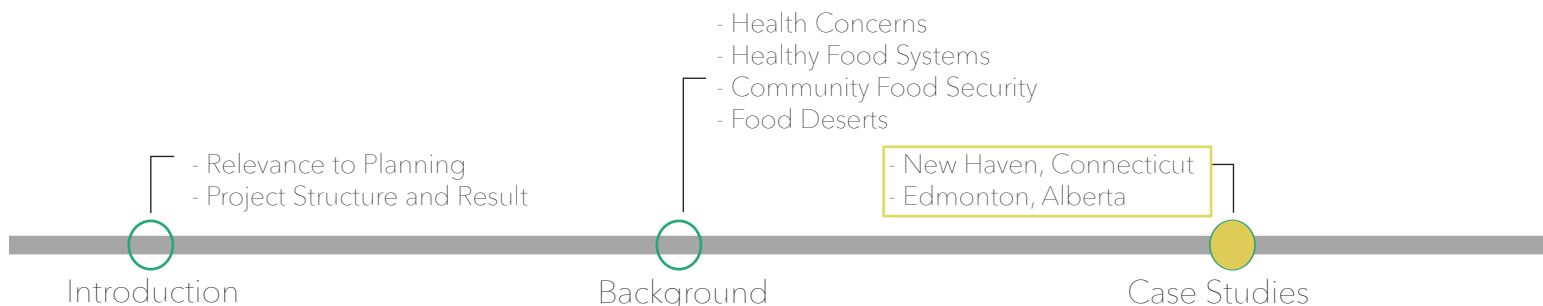 - Health Concerns
- Healthy Food Systems
- Community Food Security
- Food Deserts
- Relevance to Planning
- Project Structure and Result
- New Haven, Connecticut
- Edmonton, Alberta
Introduction
Background
Case Studies